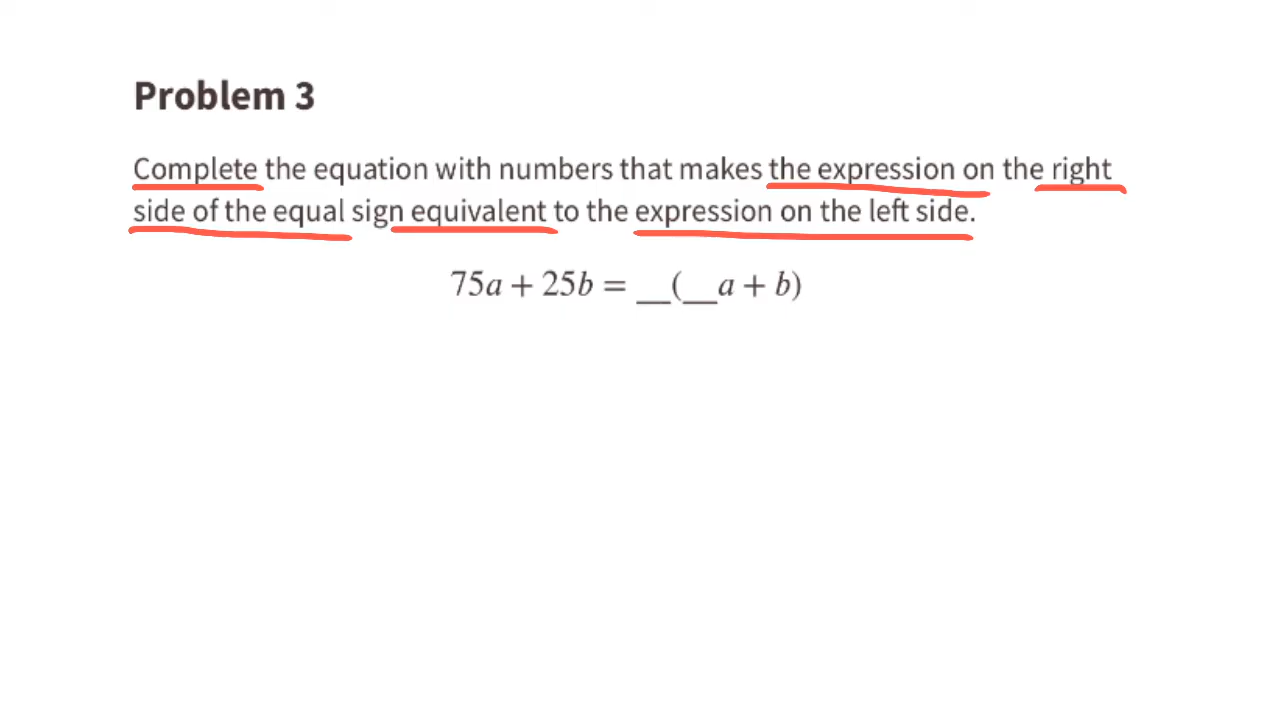 Problem 3
Complete the equation with numbers that makes the expression on the right
side of the equal sign equivalent to the expression on the left side.
75a + 25b = __(__a + b)